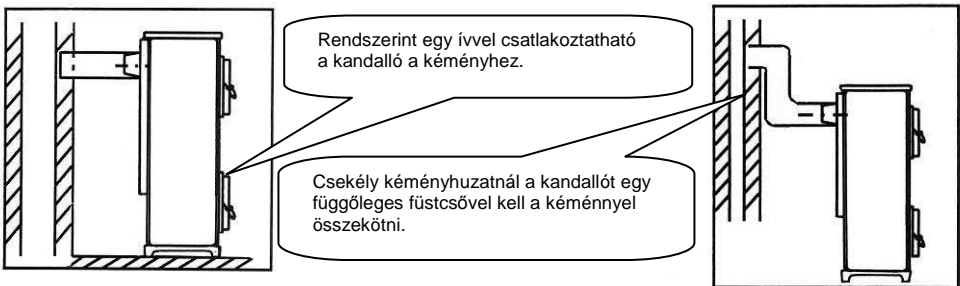 Rendszerint egy ívvel csatlakoztatható
a kandalló a kéményhez.
Csekély kéményhuzatnál a kandallót egy
függőleges füstcsővel kell a kéménnyel
összekötni.